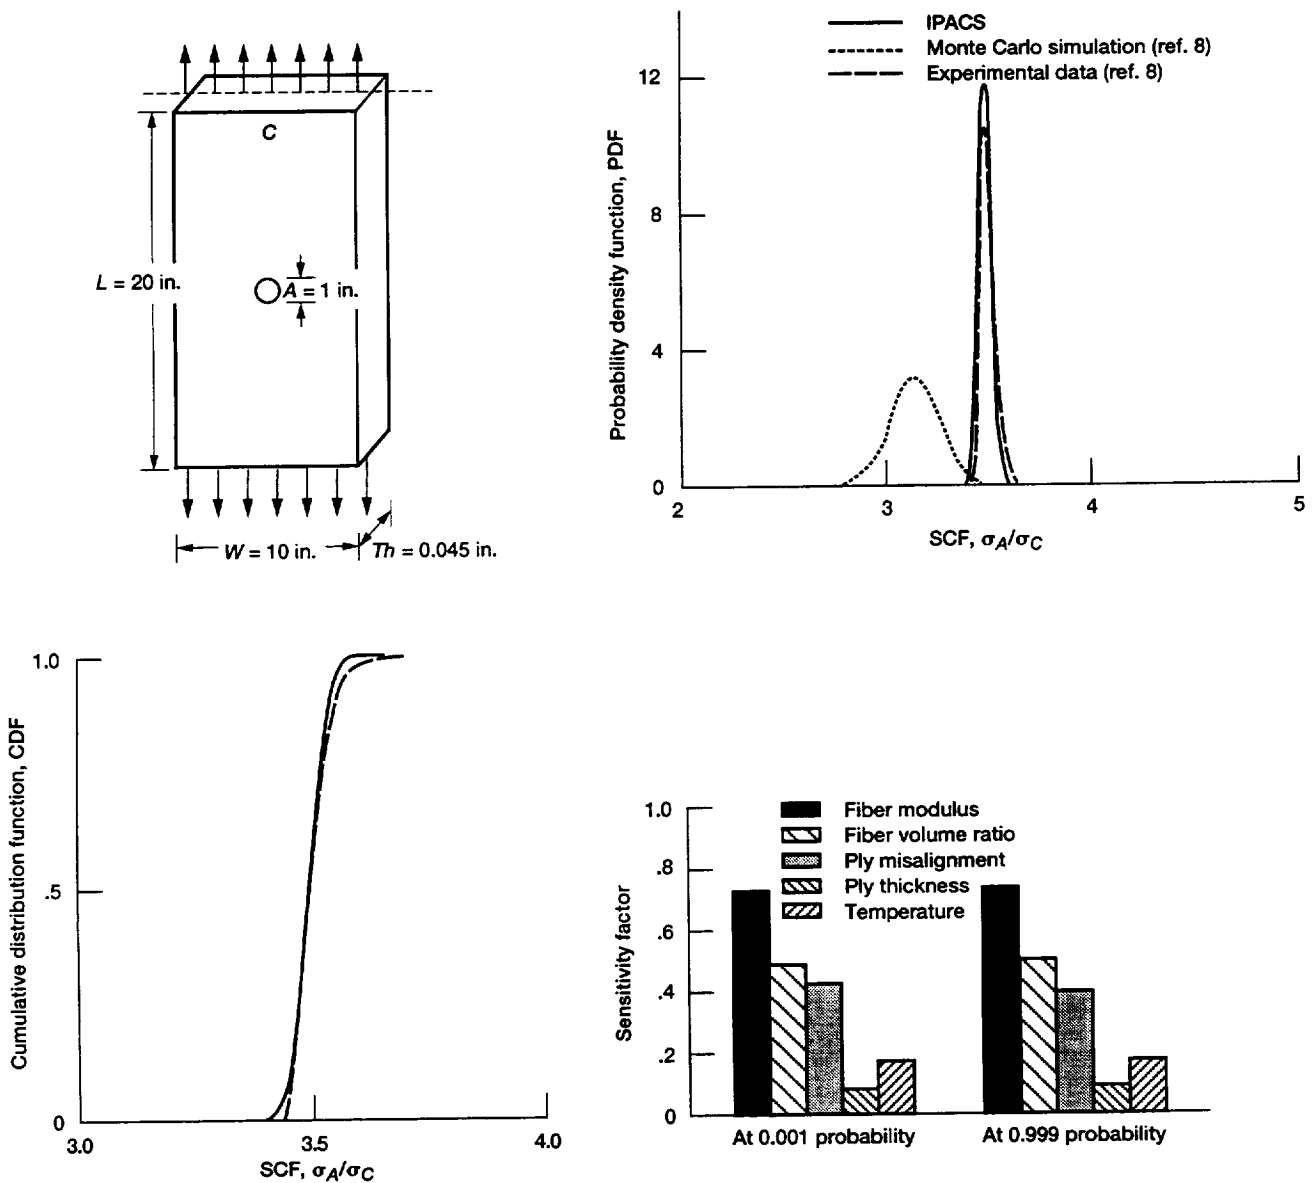 C
L = 20 in.
A = 1 in.
W = 10 in.
Th = 0.045 in.
IPACS
Monte Carlo simulation (ref. 8)
Experimental data (ref. 8)
Probability density function, PDF
12
8
4
0
2
3
4
5
SCF, σA/σC
Cumulative distribution function, CDF
1.0
.5
0
3.0
3.5
4.0
SCF, σA/σC
Sensitivity factor
1.0
.8
.6
.4
.2
0
Fiber modulus
Fiber volume ratio
Ply misalignment
Ply thickness
Temperature
At 0.001 probability
At 0.999 probability